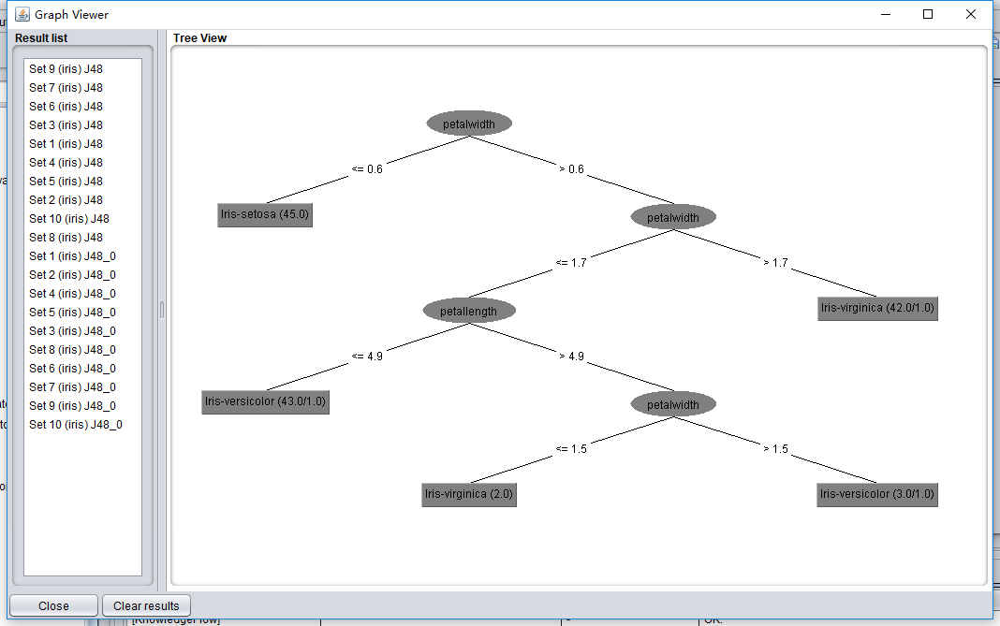 Graph Viewer
Result list
Tree View
Set 9 (iris) J48
Set 7 (iris) J48
Set 6 (iris) J48
Set 3 (iris) J48
Set 1 (iris) J48
Set 4 (iris) J48
Set 5 (iris) J48
Set 2 (iris) J48
Set 10 (iris) J48
Set 8 (iris) J48
Set 1 (iris) J48_0
Set 2 (iris) J48_0
Set 4 (iris) J48_0
Set 5 (iris) J48_0
Set 3 (iris) J48_0
Set 8 (iris) J48_0
Set 6 (iris) J48_0
Set 7 (iris) J48_0
Set 9 (iris) J48_0
Set 10 (iris) J48_0
petalwidth
<= 0.6
> 0.6
Iris-setosa (45.0)
petalwidth
<= 1.7
> 1.7
petallength
Iris-virginica (42.0/1.0)
<= 4.9
> 4.9
Iris-versicolor (43.0/1.0)
petalwidth
<= 1.5
> 1.5
Iris-virginica (2.0)
Iris-versicolor (3.0/1.0)
Close
Clear results
[KnowledgeFlow]
-
OK.